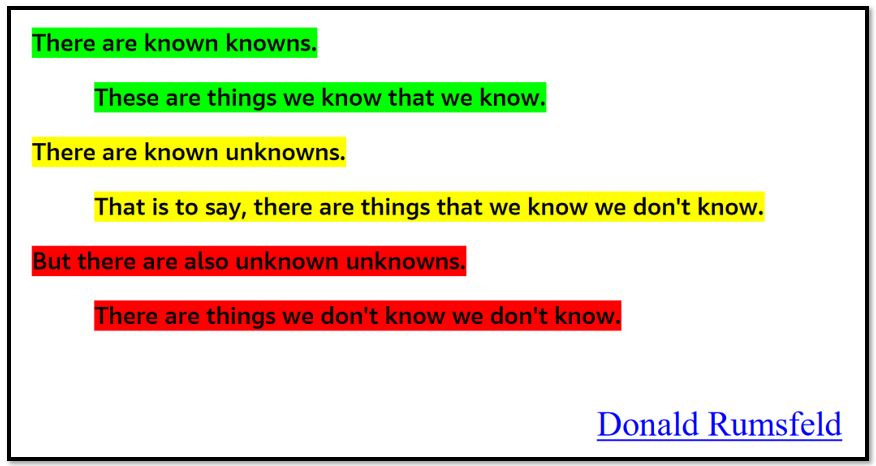 There are known knowns.
These are things we know that we know.
There are known unknowns.
That is to say, there are things that we know we don't know.
But there are also unknown unknowns.
There are things we don't know we don't know.
Donald Rumsfeld